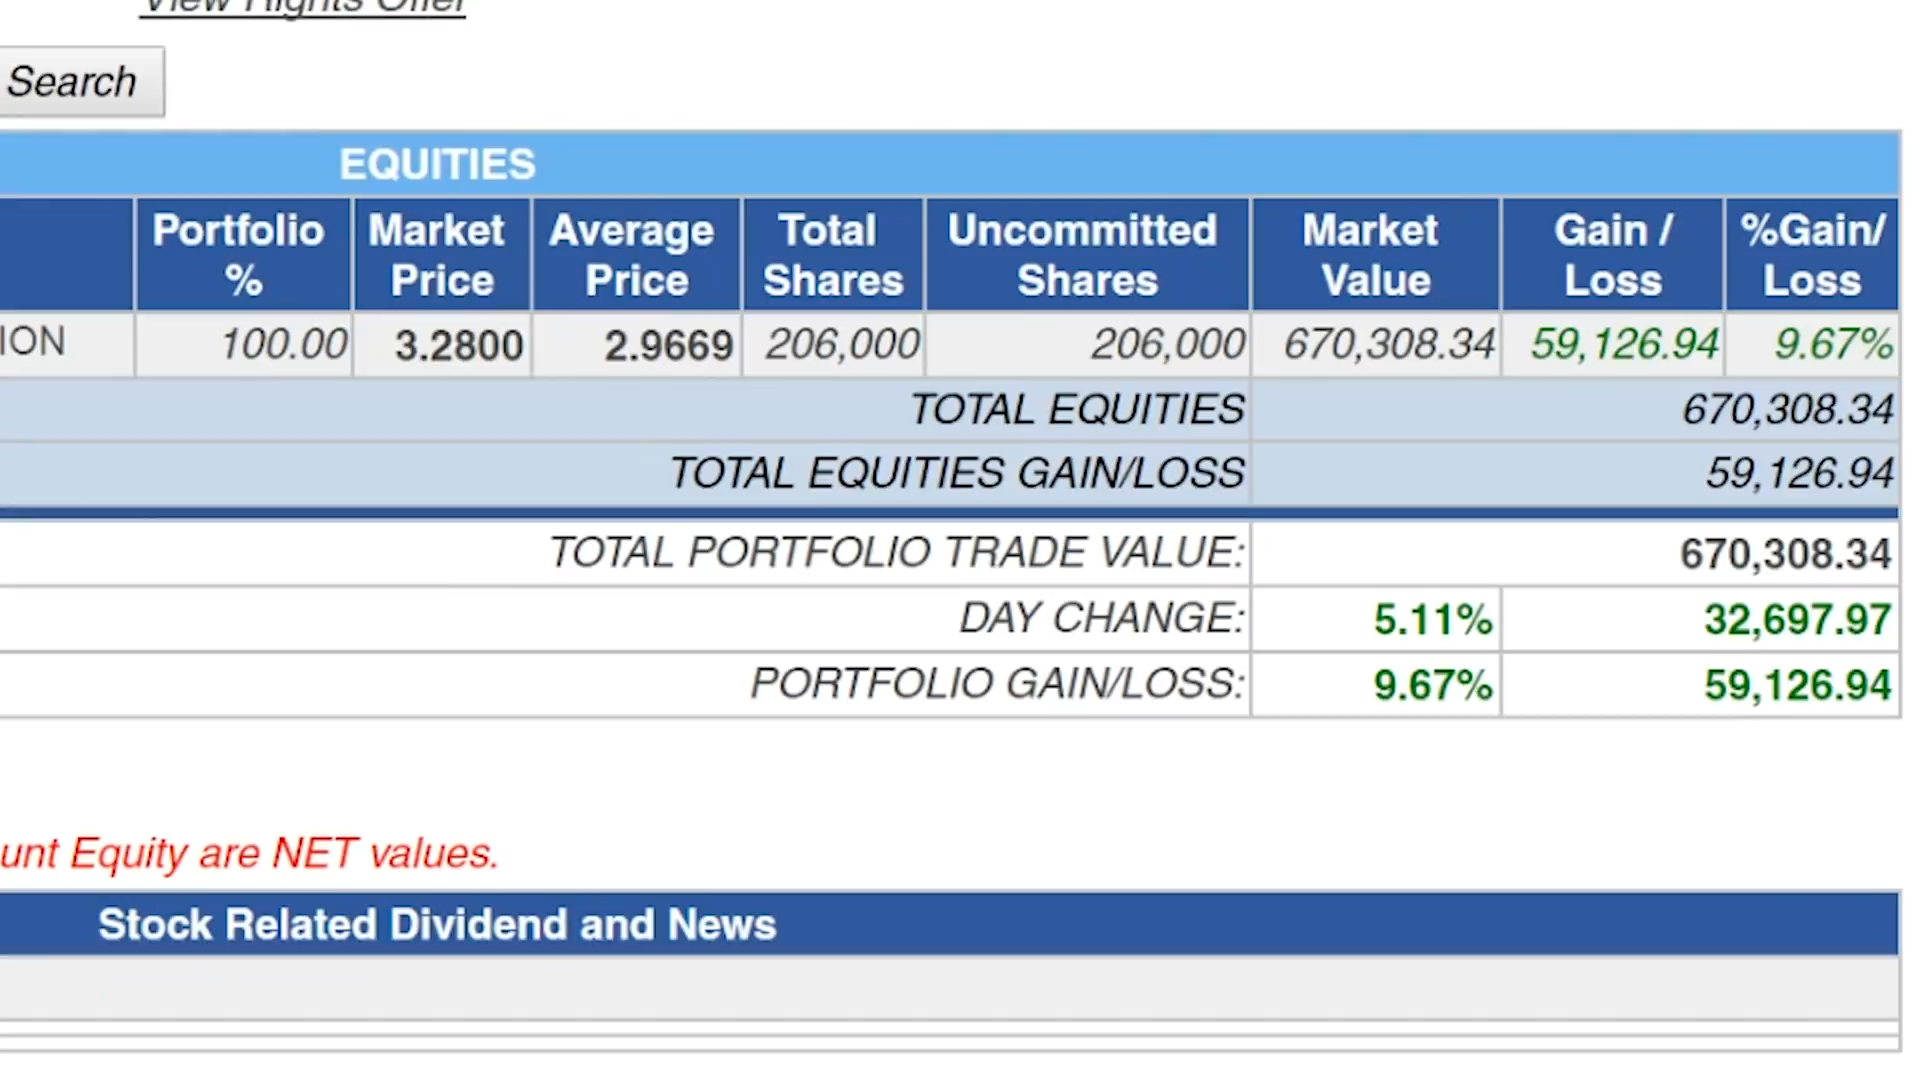 View Rights Offer
Search
EQUITIES
Portfolio % Market Price Average Price Total Shares Uncommitted Shares Market Value Gain / Loss %Gain/ Loss
ION 100.00 3.2800 2.9669 206,000 206,000 670,308.34 59,126.94 9.67%
TOTAL EQUITIES 670,308.34
TOTAL EQUITIES GAIN/LOSS 59,126.94
TOTAL PORTFOLIO TRADE VALUE: 670,308.34
DAY CHANGE: 5.11% 32,697.97
PORTFOLIO GAIN/LOSS: 9.67% 59,126.94
unt Equity are NET values.
Stock Related Dividend and News